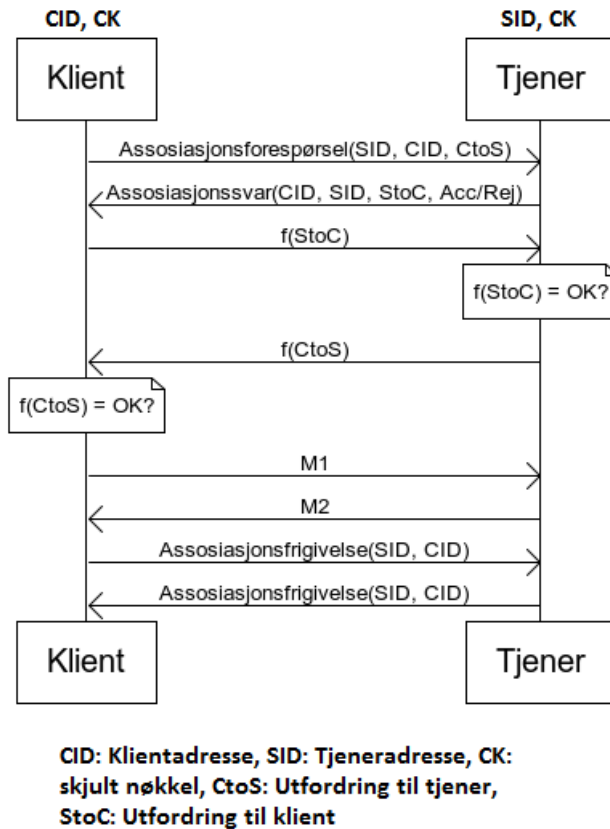 CID, CK
SID, CK
Klient
Tjener
Assosiasjonsforespørsel(SID, CID, CtoS)
Assosiasjonssvar(CID, SID, StoC, Acc/Rej)
f(StoC)
f(StoC) = OK?
f(CtoS)
f(CtoS) = OK?
M1
M2
Assosiasjonsfrigivelse(SID, CID)
Assosiasjonsfrigivelse(SID, CID)
Klient
Tjener
CID: Klientadresse, SID: Tjeneradresse, CK:
skjult nøkkel, CtoS: Utfordring til tjener,
StoC: Utfordring til klient